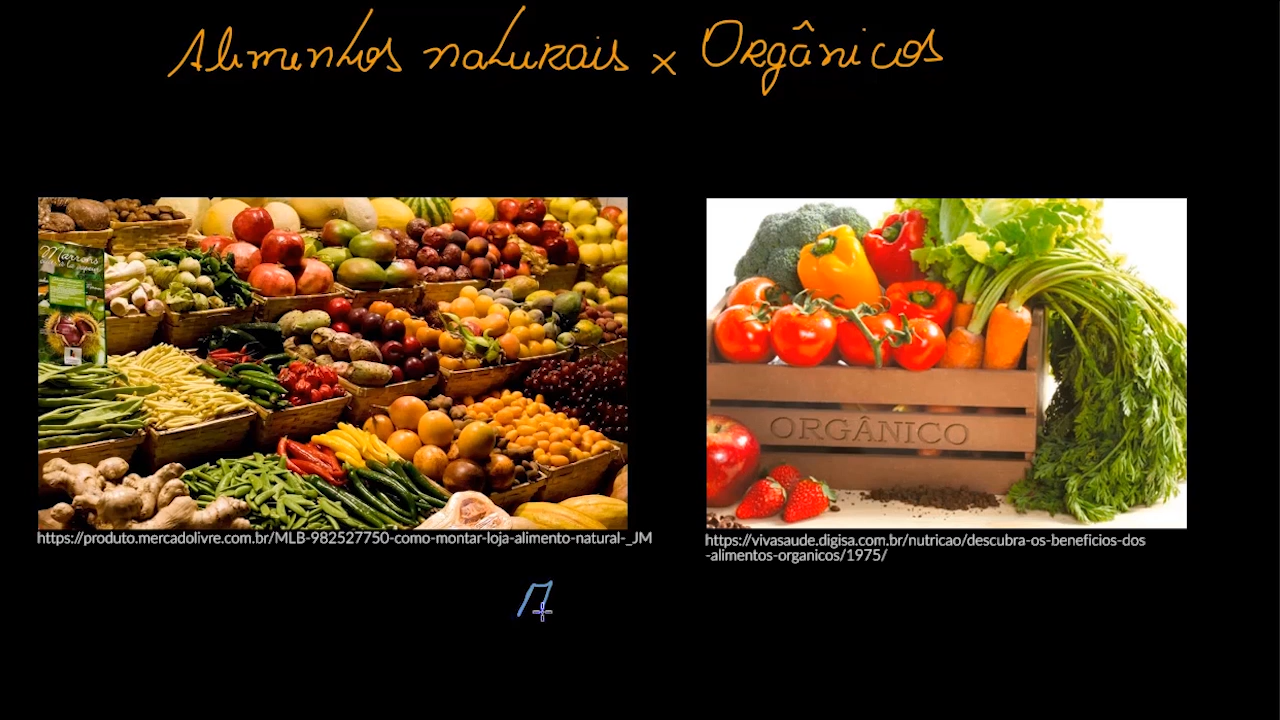 Alimentos naturais x Orgânicos
Marrons
ORGÂNICO
https://produto.mercadolivre.com.br/MLB-982527750-como-montar-loja-alimento-natural-_JM
https://vivasaude.digisa.com.br/nutricao/descubra-os-beneficios-dos
-alimentos-organicos/1975/